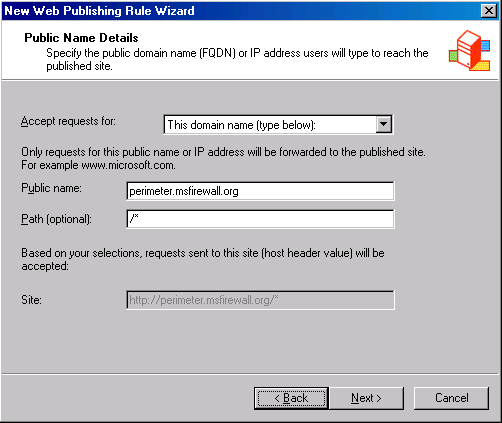 New Web Publishing Rule Wizard
Public Name Details
Specify the public domain name (FQDN) or IP address users will type to reach the
published site.
Accept requests for:
This domain name (type below):
Only requests for this public name or IP address will be forwarded to the published site.
For example www.microsoft.com.
Public name:
perimeter.msfirewall.org
Path (optional):
/*
Based on your selections, requests sent to this site (host header value) will be
accepted:
Site:
http://perimeter.msfirewall.org/*
< Back
Next >
Cancel